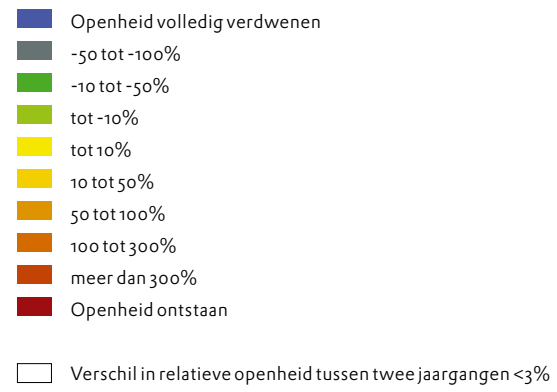 Openheid volledig verdwenen
-50 tot -100%
-10 tot -50%
tot -10%
tot 10%
10 tot 50%
50 tot 100%
100 tot 300%
meer dan 300%
Openheid ontstaan
Verschil in relatieve openheid tussen twee jaargangen <3%